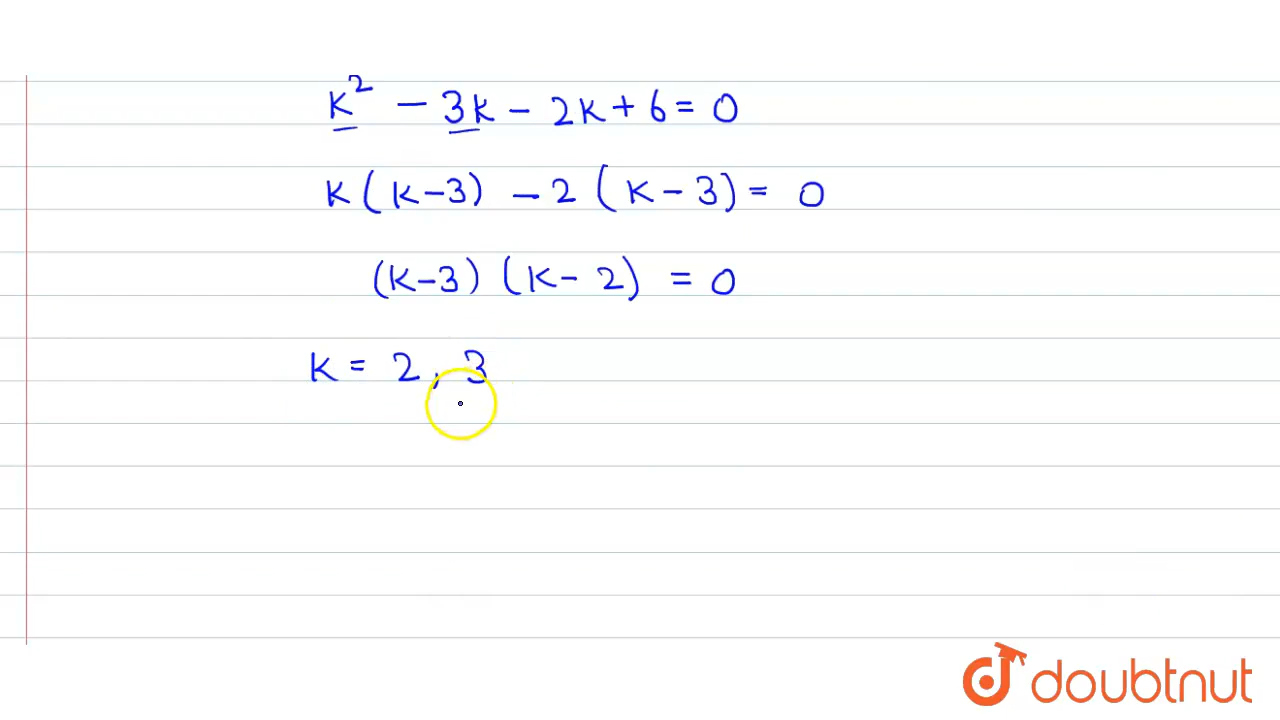 k² - 3k - 2k + 6 = 0
k(k-3) - 2(k-3) = 0
(k-3)(k-2) = 0
k = 2, 3
doubtnut